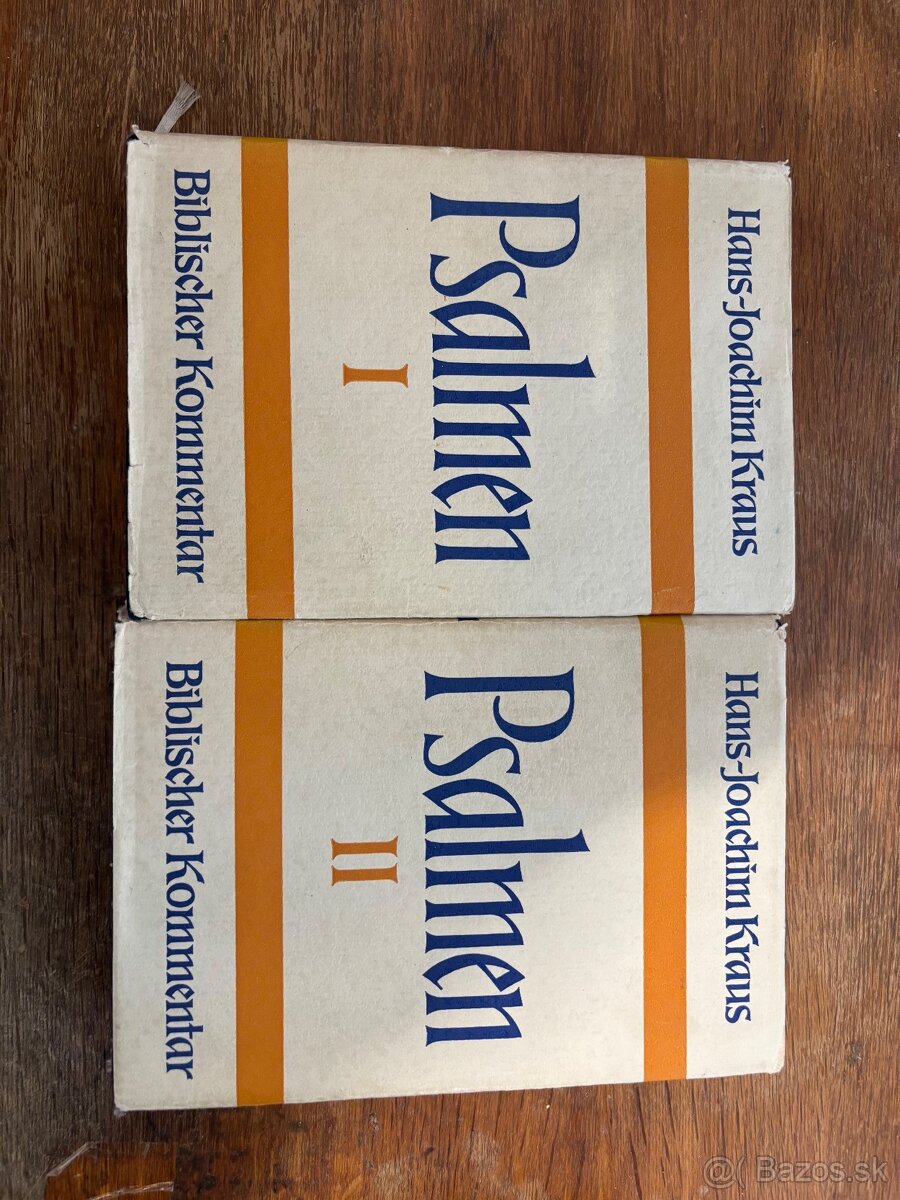 Hans-Joachim Kraus
Psalmen
I
Biblischer Kommentar
Hans-Joachim Kraus
Psalmen
II
Biblischer Kommentar
@( Bazos.sk